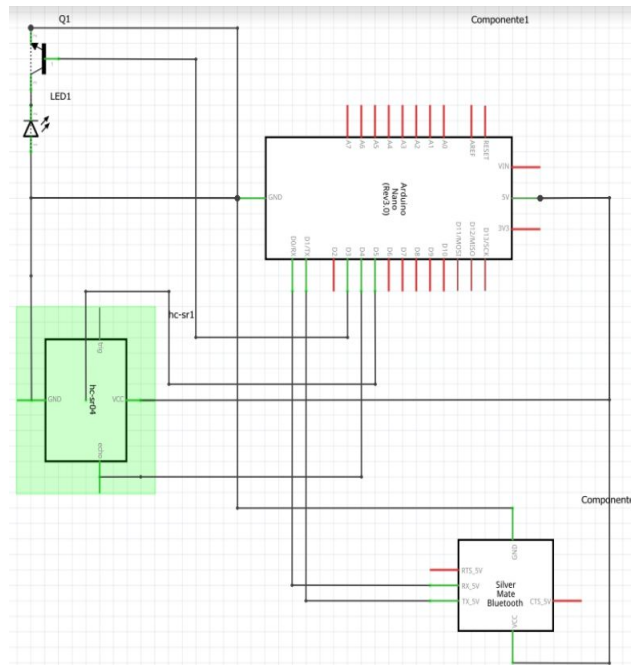 Q1
Componente1
LED1
A7
A6
A5
A4
A3
A2
A1
A0
AREF
RESET
VIN
Arduino
Nano
(Rev3.0)
GND
5V
3V3
D0/RX
D1/TX
D2
D3
D4
D5
D6
D7
D8
D9
D10
D11/MOSI
D12/MISO
D13/SCK
hc-sr1
trig
hc-sr04
GND
VCC
echo
Componente
GND
RTS_5V
RX_5V
TX_5V
Silver
Mate
Bluetooth
CTS_5V
VCC